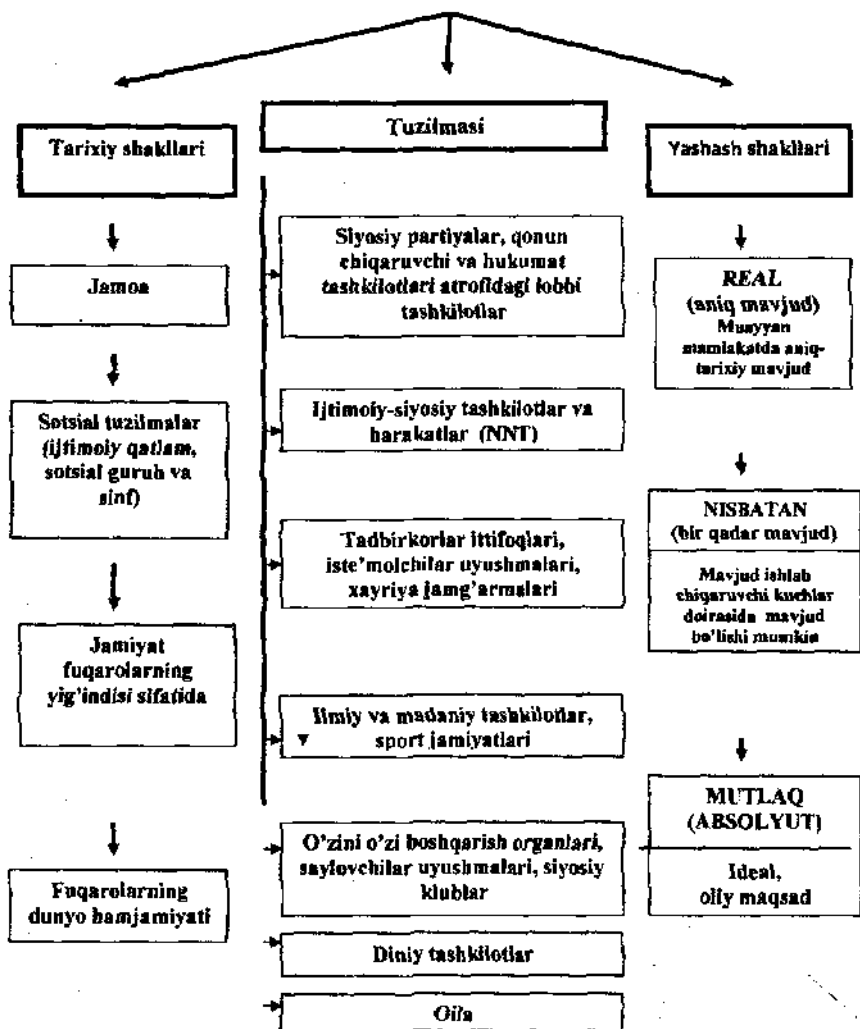 Tarixiy shakllari
Jamoa
Sotsial tuzilmalar
(ijtimoiy qatlam,
sotsial guruh va
sinf)
Jamiyat
fuqarolarning
yig'indisi sifatida
Fuqarolarning
dunyo hamjamiyati
Tuzilmasi
Siyosiy partiyalar, qonun
chiqaruvchi va hukumat
tashkilotlari atrofidagi lobbi
tashkilotlar
Ijtimoiy-siyosiy tashkilotlar va
harakatlar (NNT)
Tadbirkorlar ittifoqlari,
iste'molchilar uyushmalari,
xayriya jamg'armalari
Ilmiy va madaniy tashkilotlar,
sport jamiyatlari
O'zini o'zi boshqarish organlari,
saylovchilar uyushmalari, siyosiy
klublar
Diniy tashkilotlar
Oila
Yashash shakllari
REAL
(aniq mavjud)
Muayyan
mamlakatda aniq-
tarixiy mavjud
NISBATAN
(bir qadar mavjud)
Mavjud ishlab
chiqaruvchi kuchlar
doirasida mavjud
bo'lishi mumkin
MUTLAQ
(ABSOLYUT)
Ideal,
oliy maqsad